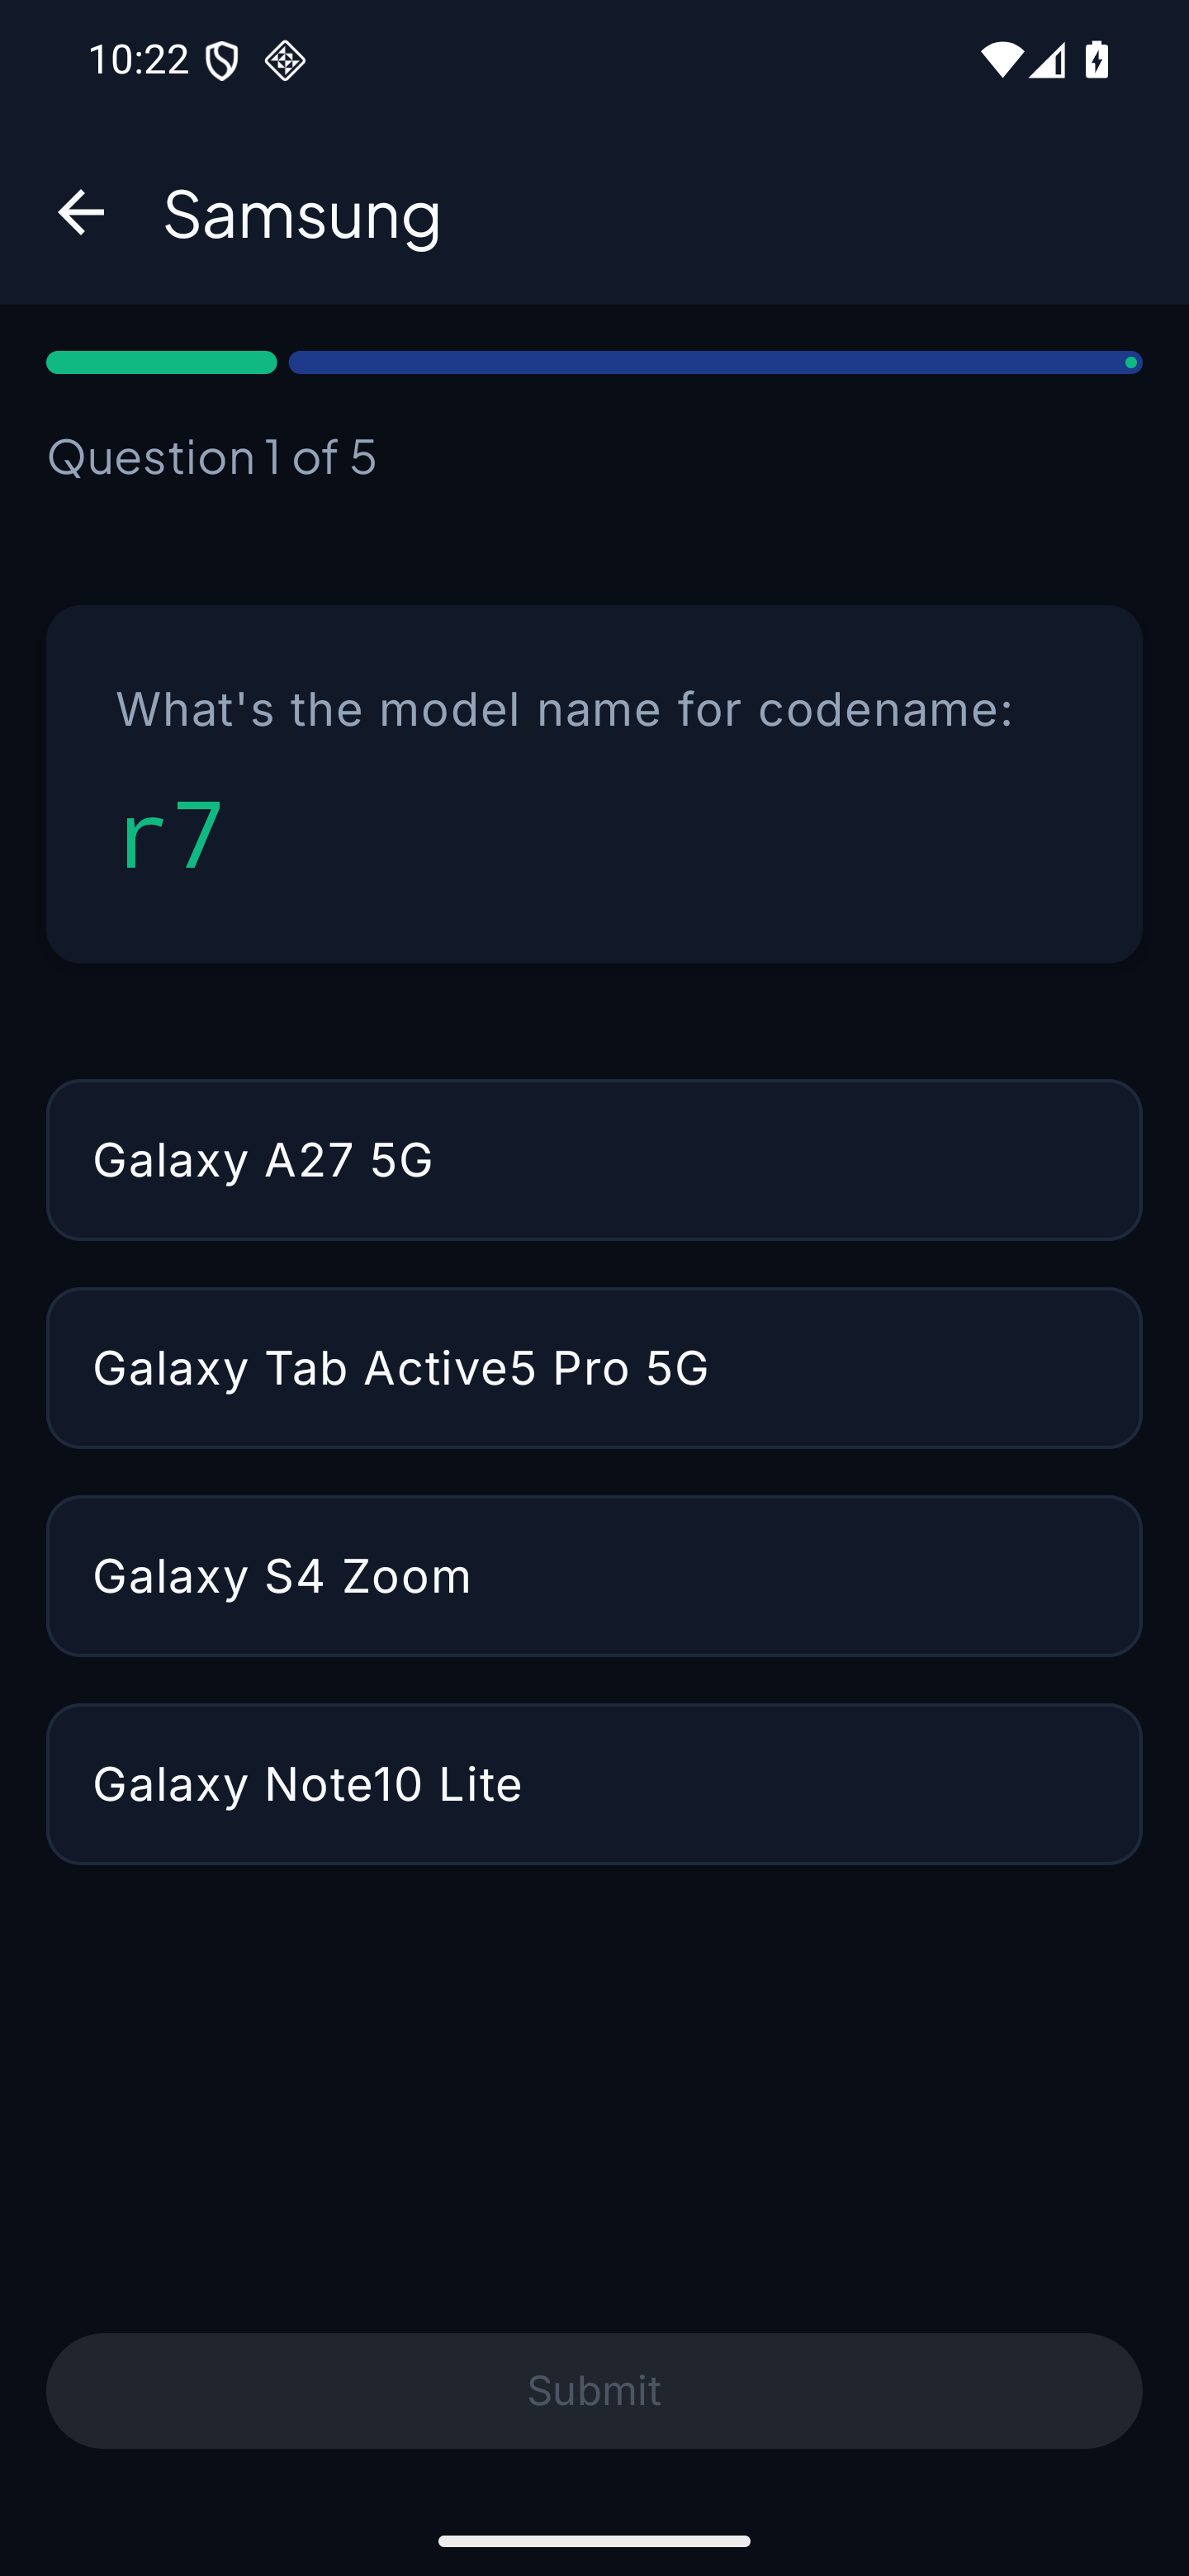 10:22
Samsung
Question 1 of 5
What's the model name for codename:
r7
Galaxy A27 5G
Galaxy Tab Active5 Pro 5G
Galaxy S4 Zoom
Galaxy Note10 Lite
Submit